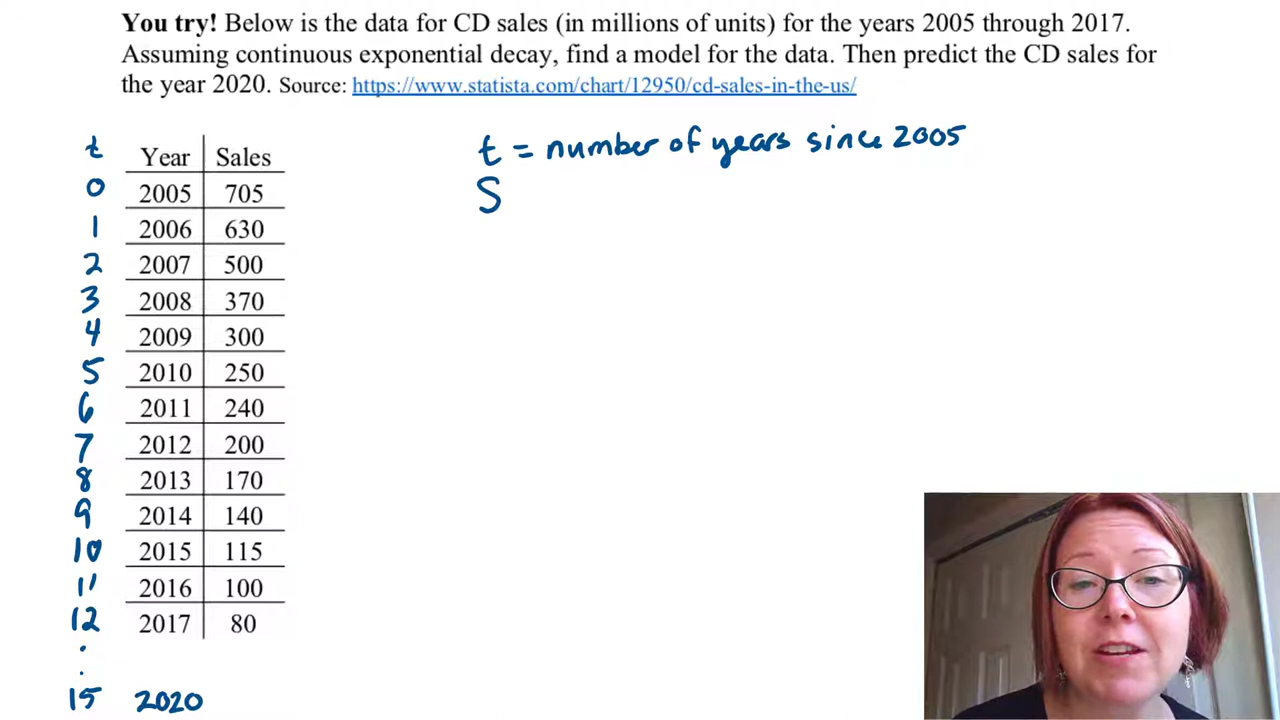 You try! Below is the data for CD sales (in millions of units) for the years 2005 through 2017.
Assuming continuous exponential decay, find a model for the data. Then predict the CD sales for
the year 2020. Source: https://www.statista.com/chart/12950/cd-sales-in-the-us/
t = number of years since 2005
t Year Sales
S
0 2005 705
1 2006 630
2 2007 500
3 2008 370
4 2009 300
5 2010 250
6 2011 240
7 2012 200
8 2013 170
9 2014 140
10 2015 115
11 2016 100
12 2017 80
:
15 2020